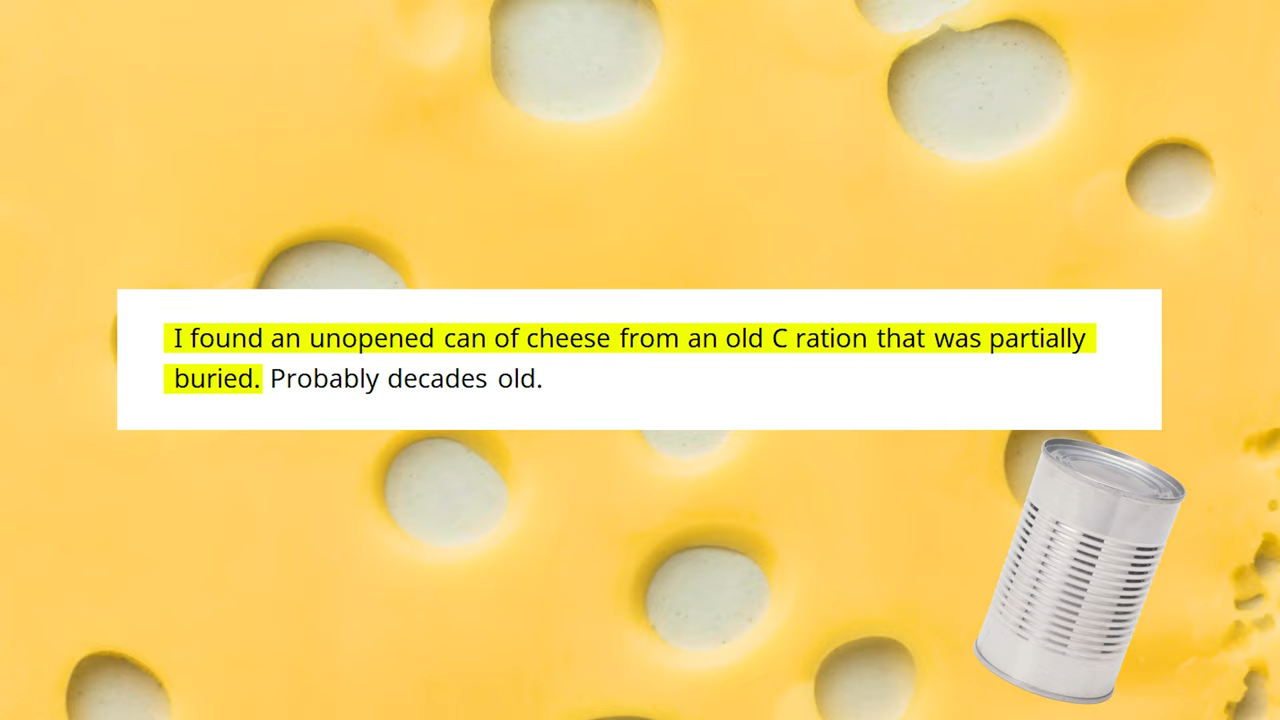 I found an unopened can of cheese from an old C ration that was partially
buried. Probably decades old.